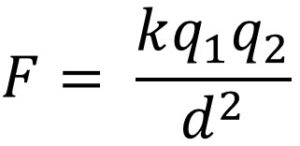 F = kq₁q₂ / d²